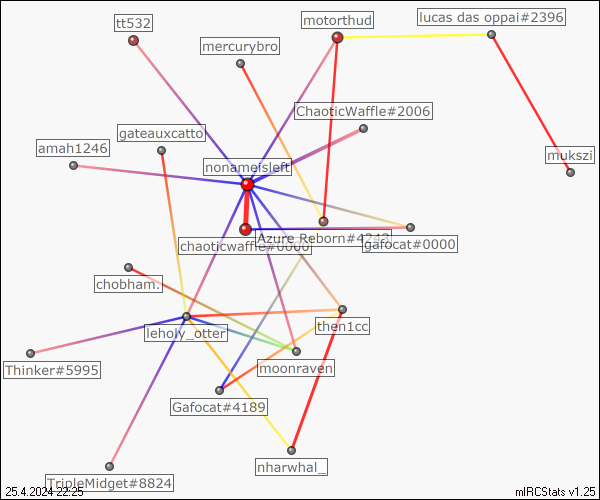 tt532
motorthud
lucas das oppai#2396
mercurybro
ChaoticWaffle#2006
gateauxcatto
amah1246
mukszi
nonameisleft
Azure Reborn#4242
chaoticwaffle#0000
gafocat#0000
chobham.
leholy_otter
then1cc
Thinker#5995
moonraven
Gafocat#4189
nharwhal_
TripleMidget#8824
25.4.2024 22:25
mIRCStats v1.25